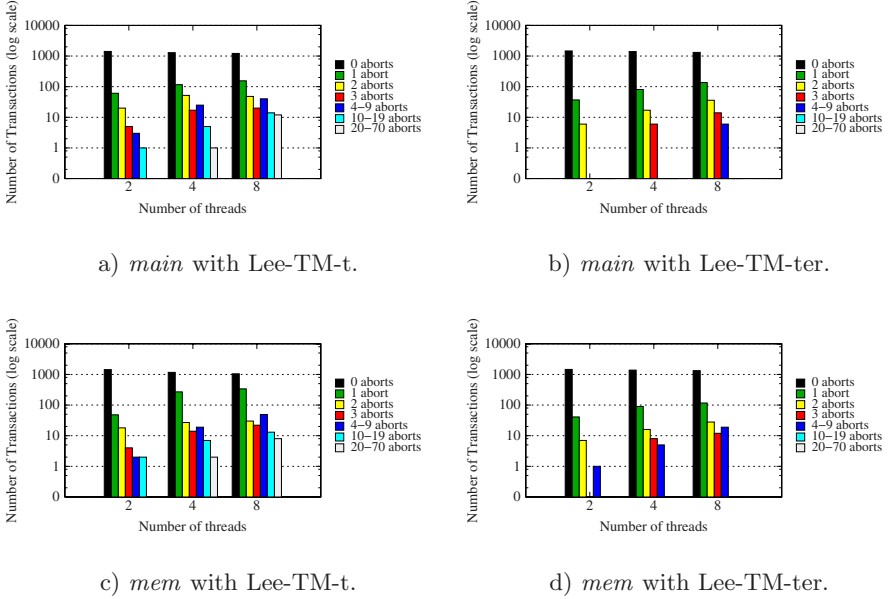 Number of Transactions (log scale)
10000
1000
100
10
1
0
2
4
8
Number of threads
0 aborts
1 abort
2 aborts
3 aborts
4−9 aborts
10−19 aborts
20−70 aborts
a) main with Lee-TM-t.
Number of Transactions (log scale)
10000
1000
100
10
1
0
2
4
8
Number of threads
0 aborts
1 abort
2 aborts
3 aborts
4−9 aborts
10−19 aborts
20−70 aborts
b) main with Lee-TM-ter.
Number of Transactions (log scale)
10000
1000
100
10
1
0
2
4
8
Number of threads
0 aborts
1 abort
2 aborts
3 aborts
4−9 aborts
10−19 aborts
20−70 aborts
c) mem with Lee-TM-t.
Number of Transactions (log scale)
10000
1000
100
10
1
0
2
4
8
Number of threads
0 aborts
1 abort
2 aborts
3 aborts
4−9 aborts
10−19 aborts
20−70 aborts
d) mem with Lee-TM-ter.